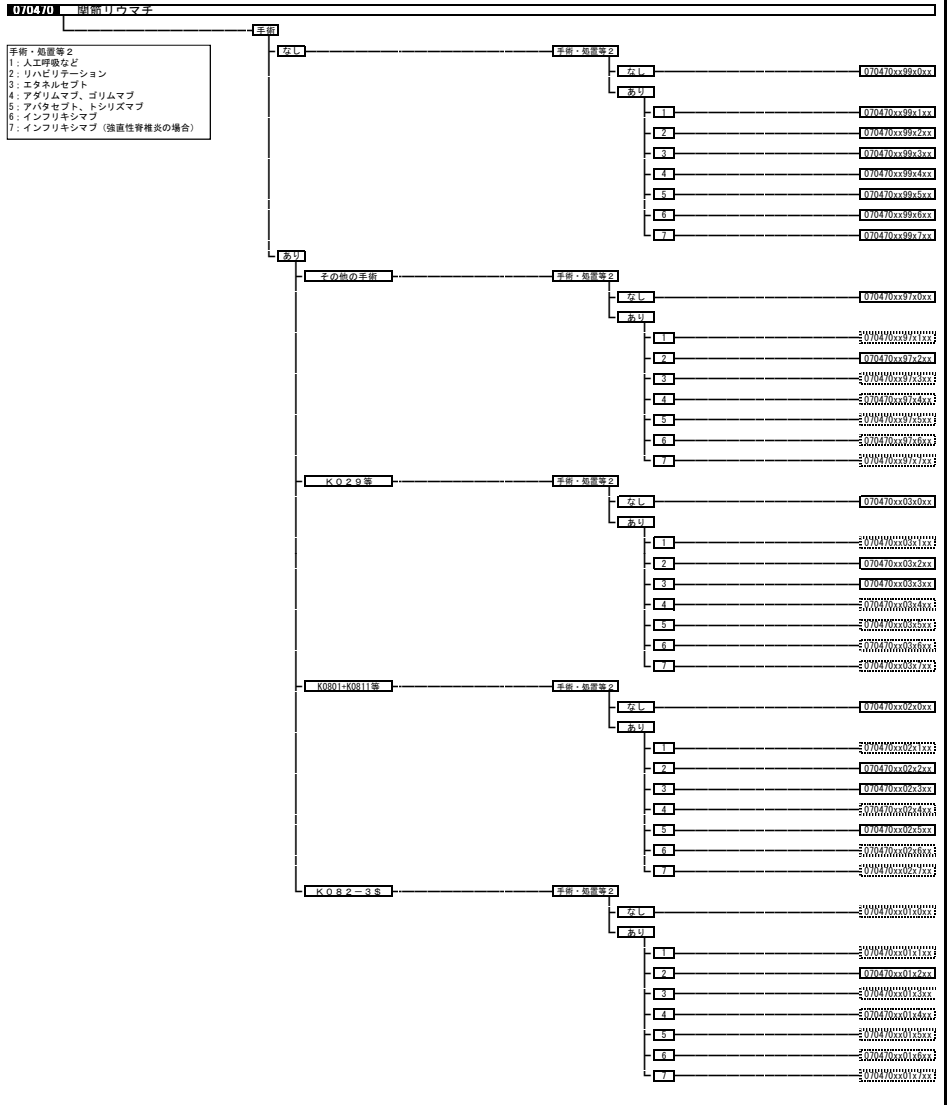 070470 関節リウマチ
手術
手術・処置等2
1:人工呼吸など
2:リハビリテーション
3:エタネルセプト
4:アダリムマブ、ゴリムマブ
5:アバタセプト、トシリズマブ
6:インフリキシマブ
7:インフリキシマブ(強直性脊椎炎の場合)
なし 手術・処置等2
なし 070470xx99x0xx
あり
1 070470xx99x1xx
2 070470xx99x2xx
3 070470xx99x3xx
4 070470xx99x4xx
5 070470xx99x5xx
6 070470xx99x6xx
7 070470xx99x7xx
あり
その他の手術 手術・処置等2
なし 070470xx97x0xx
あり
1 070470xx97x1xx
2 070470xx97x2xx
3 070470xx97x3xx
4 070470xx97x4xx
5 070470xx97x5xx
6 070470xx97x6xx
7 070470xx97x7xx
K029等 手術・処置等2
なし 070470xx03x0xx
あり
1 070470xx03x1xx
2 070470xx03x2xx
3 070470xx03x3xx
4 070470xx03x4xx
5 070470xx03x5xx
6 070470xx03x6xx
7 070470xx03x7xx
K0801+K0811等 手術・処置等2
なし 070470xx02x0xx
あり
1 070470xx02x1xx
2 070470xx02x2xx
3 070470xx02x3xx
4 070470xx02x4xx
5 070470xx02x5xx
6 070470xx02x6xx
7 070470xx02x7xx
K082-3$ 手術・処置等2
なし 070470xx01x0xx
あり
1 070470xx01x1xx
2 070470xx01x2xx
3 070470xx01x3xx
4 070470xx01x4xx
5 070470xx01x5xx
6 070470xx01x6xx
7 070470xx01x7xx